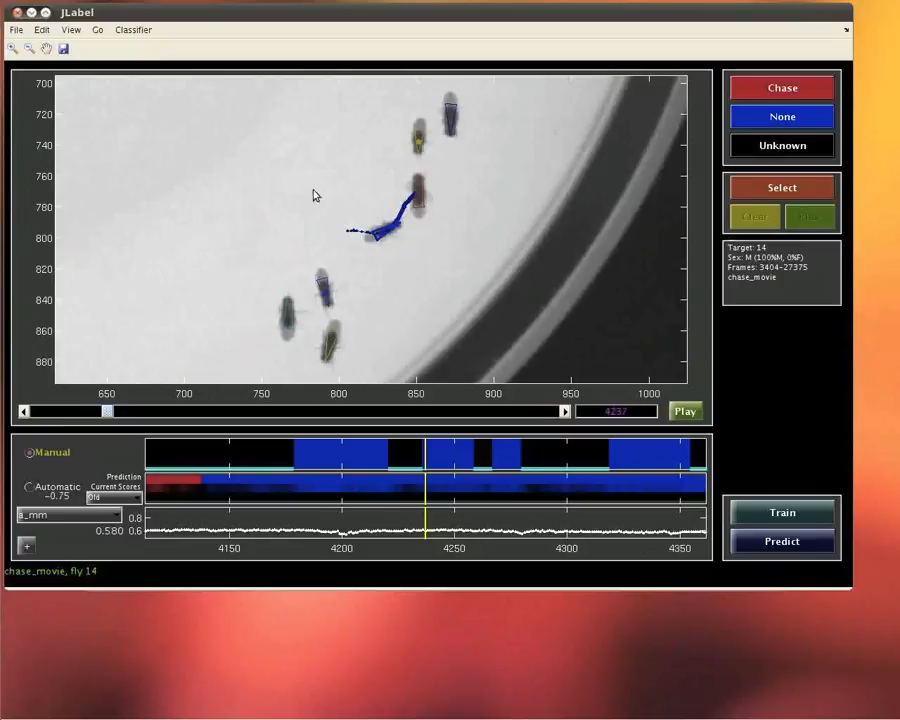 JLabel
File Edit View Go Classifier
700
720
740
760
780
800
820
840
860
880
650 700 750 800 850 900 950 1000
4237
Play
Chase
None
Unknown
Select
Clear
Target: 14
Sex: M (100%M, 0%F)
Frames: 3404-27375
chase_movie
Manual
Automatic
-0.75
Prediction
Current Scores
Old
a_mm
0.580
0.8
0.6
+
4150 4200 4250 4300 4350
Train
Predict
chase_movie, fly 14